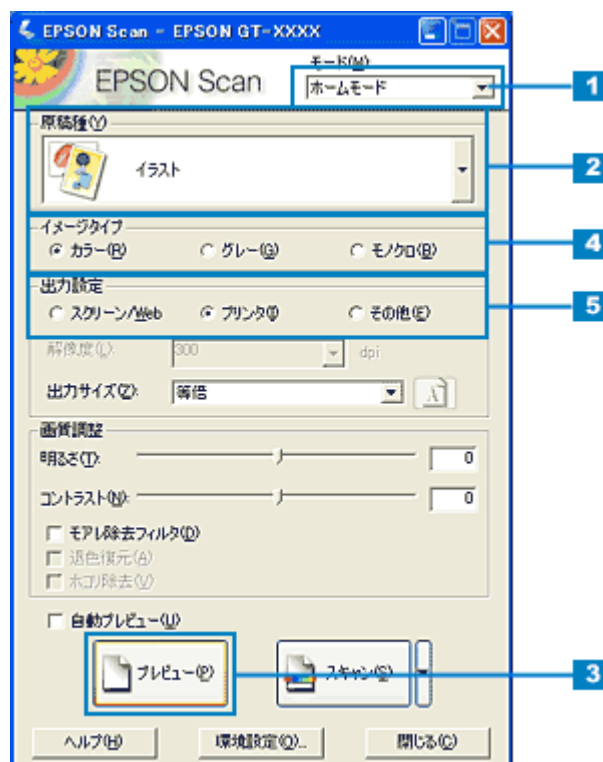 EPSON Scan - EPSON GT-XXXX
EPSON Scan
モード(M)
ホームモード
1
原稿種(Y)
イラスト
2
イメージタイプ
カラー(R) グレー(G) モノクロ(B)
4
出力設定
スクリーン/Web プリンタ(I) その他(E)
5
解像度(L): 300 dpi
出力サイズ(Z): 等倍
画質調整
明るさ(T): 0
コントラスト(N): 0
モアレ除去フィルタ(D)
退色復元(A)
ホコリ除去(V)
自動プレビュー(U)
プレビュー(P) スキャン(S)
3
ヘルプ(H) 環境設定(O)... 閉じる(C)